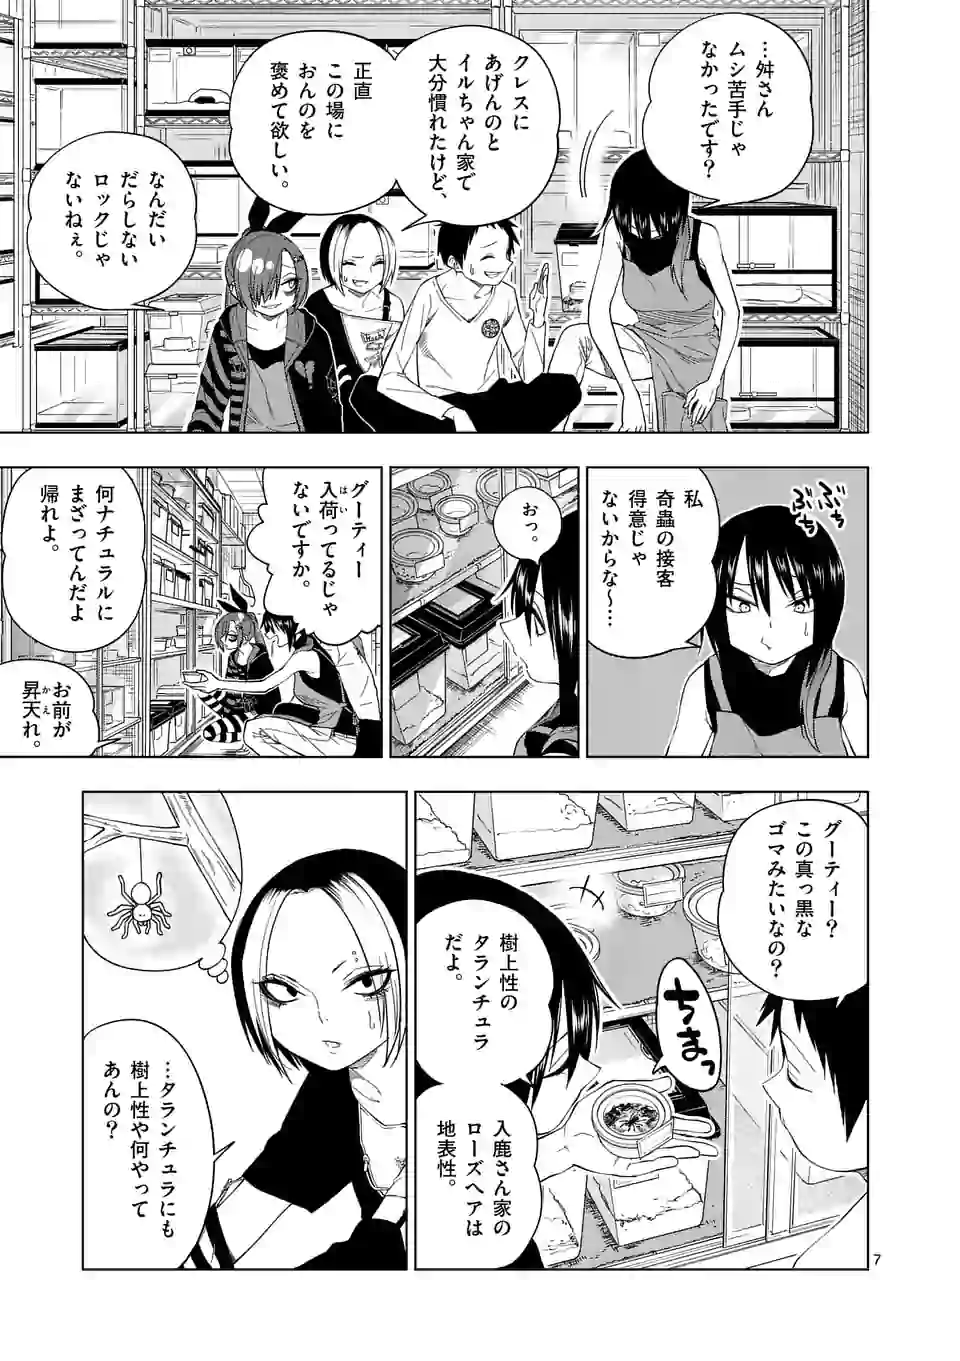 …舛さん
ムシ苦手じゃ
なかったです？
クレスに
あげんのと
イルちゃん家で
大分慣れたけど、
正直
この場に
おんのを
褒めて欲しい。
なんだい
だらしない
ロックじゃ
ないねぇ。
私
奇蟲の接客
得意じゃ
ないからな～…
ぶち
ぶち
おっ。
グーティー
入荷ってるじゃ
ないですか。
はい
何ナチュラルに
まざってんだよ
帰れよ。
お前が
昇天れ。
かえ
グーティー？
この真っ黒な
ゴマみたいなの？
ちまっ
樹上性の
タランチュラ
だよ。
入鹿さん家の
ローズヘアは
地表性。
…タランチュラにも
樹上性や何やって
あんの？
7